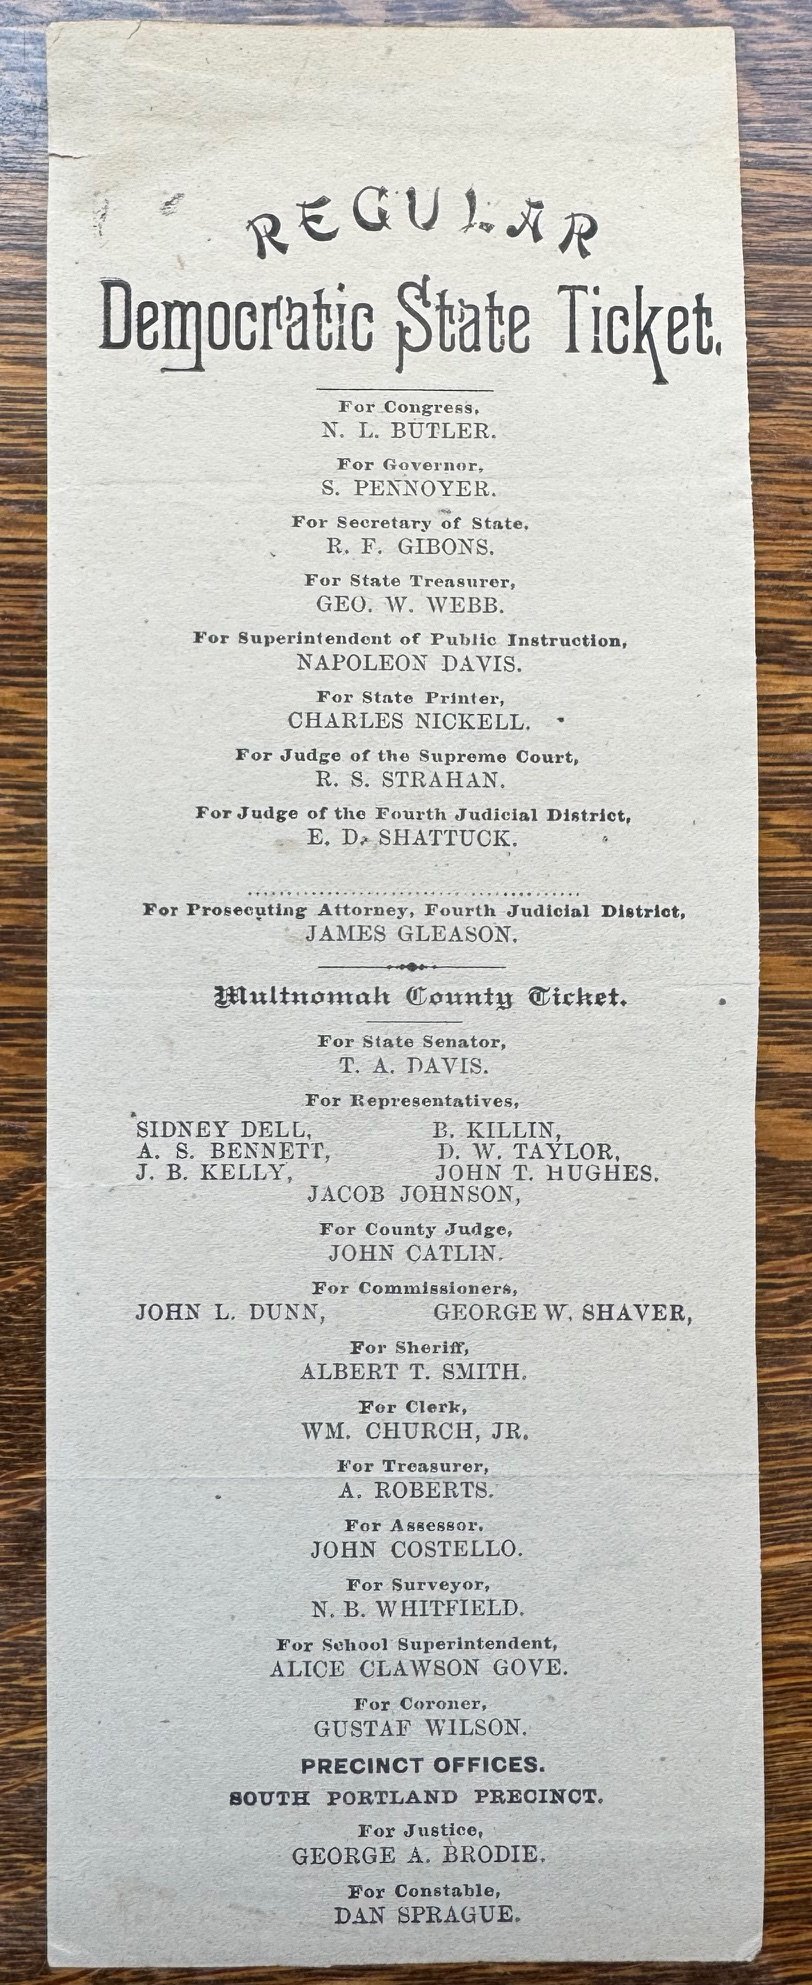 REGULAR
Democratic State Ticket.
For Congress,
N. L. BUTLER.
For Governor,
S. PENNOYER.
For Secretary of State,
R. F. GIBONS.
For State Treasurer,
GEO. W. WEBB.
For Superintendent of Public Instruction,
NAPOLEON DAVIS.
For State Printer,
CHARLES NICKELL.
For Judge of the Supreme Court,
R. S. STRAHAN.
For Judge of the Fourth Judicial District,
E. D. SHATTUCK.
For Prosecuting Attorney, Fourth Judicial District,
JAMES GLEASON.
Multnomah County Ticket.
For State Senator,
T. A. DAVIS.
For Representatives,
SIDNEY DELL, B. KILLIN,
A. S. BENNETT, D. W. TAYLOR,
J. B. KELLY, JOHN T. HUGHES.
JACOB JOHNSON,
For County Judge,
JOHN CATLIN.
For Commissioners,
JOHN L. DUNN, GEORGE W. SHAVER,
For Sheriff,
ALBERT T. SMITH.
For Clerk,
WM. CHURCH, JR.
For Treasurer,
A. ROBERTS.
For Assessor,
JOHN COSTELLO.
For Surveyor,
N. B. WHITFIELD.
For School Superintendent,
ALICE CLAWSON GOVE.
For Coroner,
GUSTAF WILSON.
PRECINCT OFFICES.
SOUTH PORTLAND PRECINCT.
For Justice,
GEORGE A. BRODIE.
For Constable,
DAN SPRAGUE.